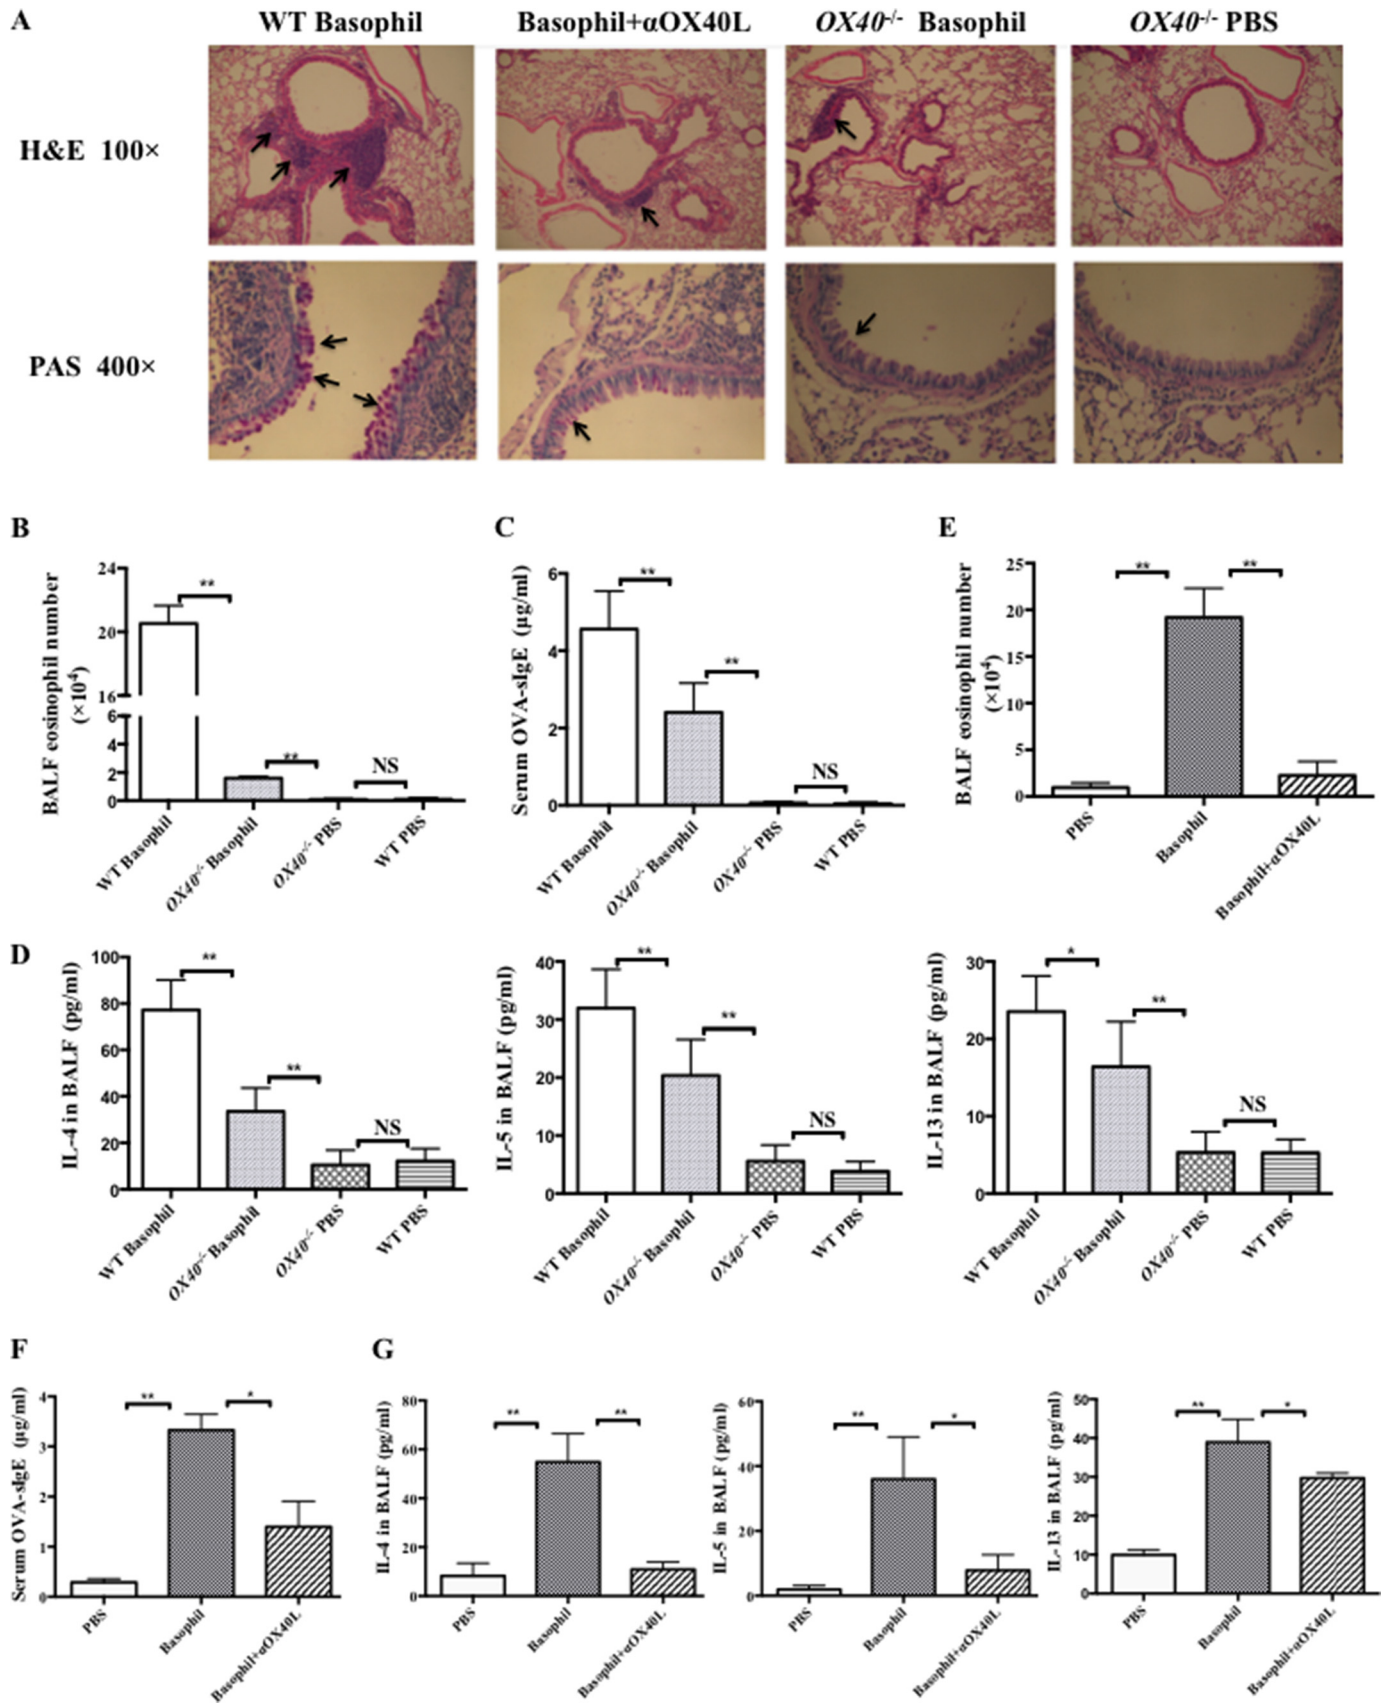 A
WT Basophil
Basophil+αOX40L
OX40-/- Basophil
OX40-/- PBS
H&E 100×
PAS 400×
B
BALF eosinophil number
(×10⁴)
24
20
16
6
4
2
0
**
**
NS
WT Basophil
OX40-/- Basophil
OX40-/- PBS
WT PBS
C
Serum OVA-sIgE (μg/ml)
6
4
2
0
**
**
NS
WT Basophil
OX40-/- Basophil
OX40-/- PBS
WT PBS
E
BALF eosinophil number
(×10⁴)
25
20
15
10
5
0
**
**
PBS
Basophil
Basophil+αOX40L
D
IL-4 in BALF (pg/ml)
100
80
60
40
20
0
**
**
NS
WT Basophil
OX40-/- Basophil
OX40-/- PBS
WT PBS
IL-5 in BALF (pg/ml)
40
30
20
10
0
**
**
NS
WT Basophil
OX40-/- Basophil
OX40-/- PBS
WT PBS
IL-13 in BALF (pg/ml)
30
20
10
0
*
**
NS
WT Basophil
OX40-/- Basophil
OX40-/- PBS
WT PBS
F
Serum OVA-sIgE (μg/ml)
4
3
2
1
0
**
*
PBS
Basophil
Basophil+αOX40L
G
IL-4 in BALF (pg/ml)
80
60
40
20
0
**
**
PBS
Basophil
Basophil+αOX40L
IL-5 in BALF (pg/ml)
60
40
20
0
**
*
PBS
Basophil
Basophil+αOX40L
IL-13 in BALF (pg/ml)
50
40
30
20
10
0
**
*
PBS
Basophil
Basophil+αOX40L